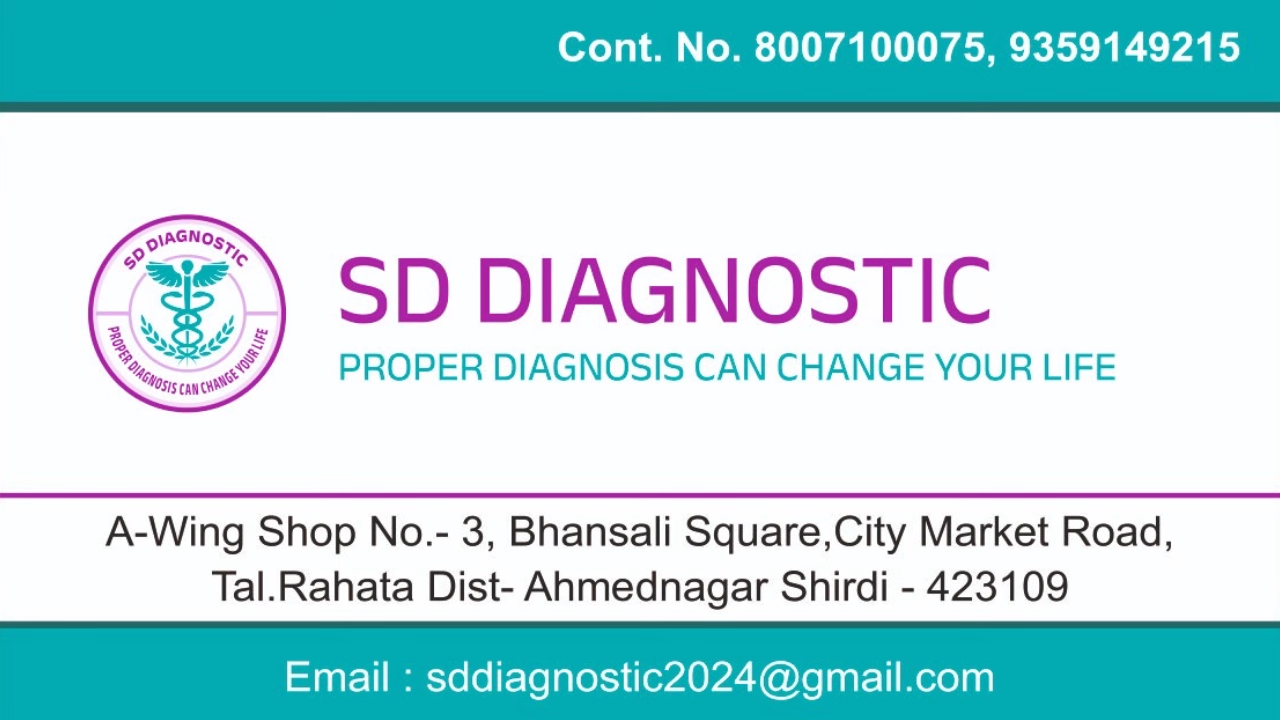 Cont. No. 8007100075, 9359149215
SD DIAGNOSTIC
PROPER DIAGNOSIS CAN CHANGE YOUR LIFE
SD DIAGNOSTIC
PROPER DIAGNOSIS CAN CHANGE YOUR LIFE
A-Wing Shop No.- 3, Bhansali Square,City Market Road,
Tal.Rahata Dist- Ahmednagar Shirdi - 423109
Email : sddiagnostic2024@gmail.com